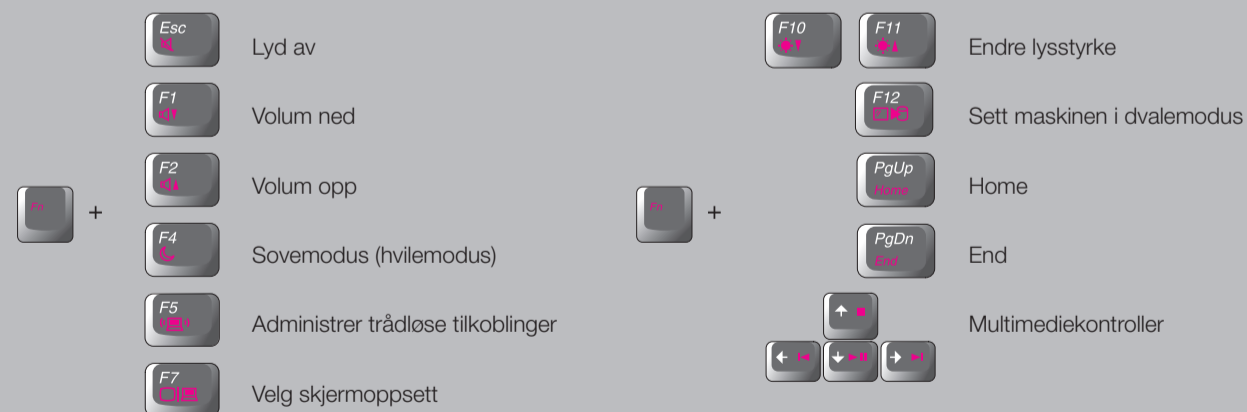 Esc
Lyd av
F1
Volum ned
F2
Volum opp
Fn
+
F4
Sovemodus (hvilemodus)
F5
Administrer trådløse tilkoblinger
F7
Velg skjermoppsett
F10 F11
Endre lysstyrke
F12
Sett maskinen i dvalemodus
PgUp
Home
Home
Fn
+
PgDn
End
End
Multimediekontroller